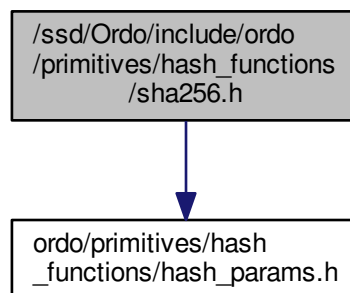 /ssd/Ordo/include/ordo
/primitives/hash_functions
/sha256.h
ordo/primitives/hash
_functions/hash_params.h